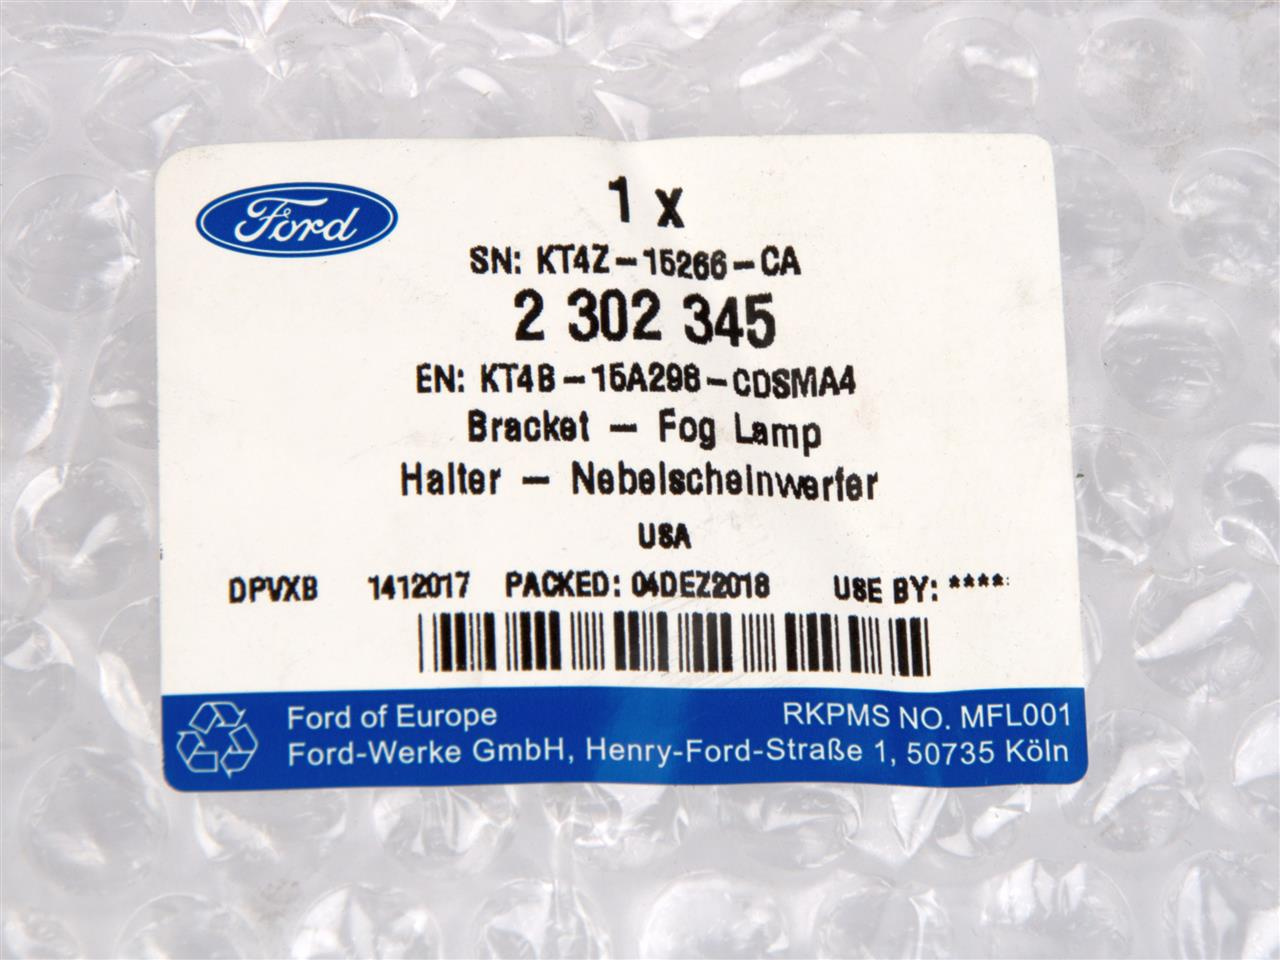 Ford
1 x
SN: KT4Z-15266-CA
2 302 345
EN: KT4B-15A298-CDSMA4
Bracket - Fog Lamp
Halter - Nebelscheinwerfer
USA
DPVXB 1412017 PACKED: 04DEZ2018 USE BY: ****
Ford of Europe RKPMS NO. MFL001
Ford-Werke GmbH, Henry-Ford-Straße 1, 50735 Köln